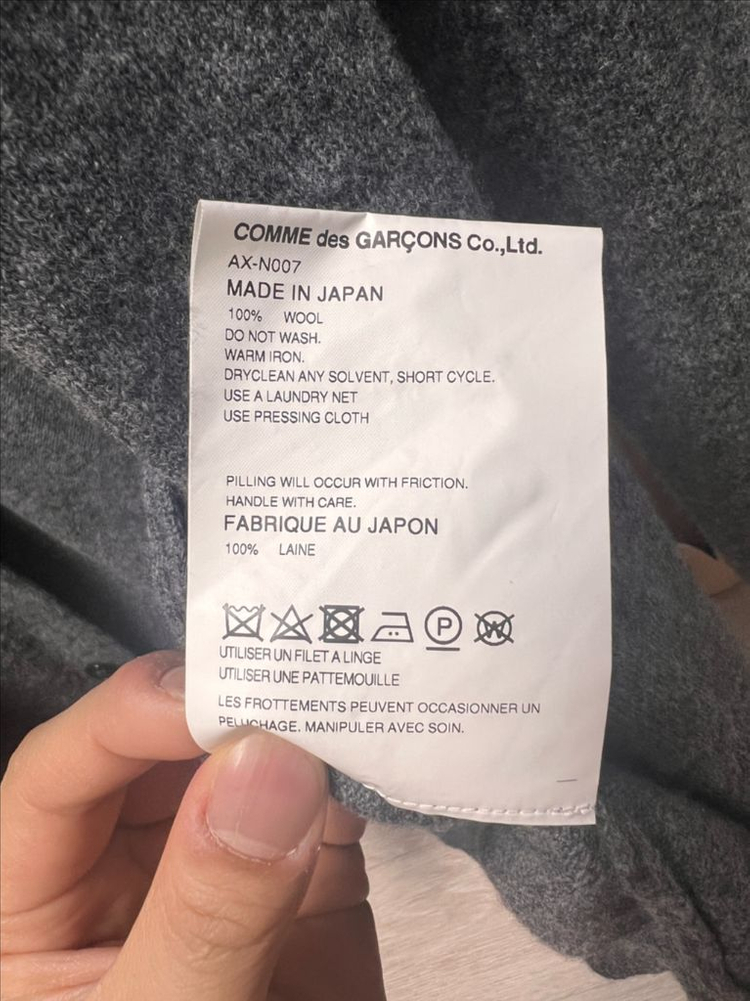 COMME des GARÇONS Co.,Ltd.
AX-N007
MADE IN JAPAN
100% WOOL
DO NOT WASH.
WARM IRON.
DRYCLEAN ANY SOLVENT, SHORT CYCLE.
USE A LAUNDRY NET
USE PRESSING CLOTH
PILLING WILL OCCUR WITH FRICTION.
HANDLE WITH CARE.
FABRIQUE AU JAPON
100% LAINE
P W
UTILISER UN FILET A LINGE
UTILISER UNE PATTEMOUILLE
LES FROTTEMENTS PEUVENT OCCASIONNER UN
PELUCHAGE. MANIPULER AVEC SOIN.